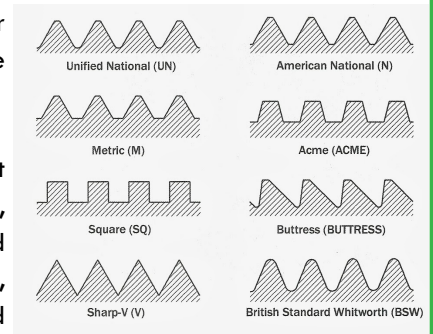 r
e
Unified National (UN)
American National (N)
Metric (M)
Acme (ACME)
t
,
Square (SQ)
Buttress (BUTTRESS)
d
,
Sharp-V (V)
British Standard Whitworth (BSW)
d